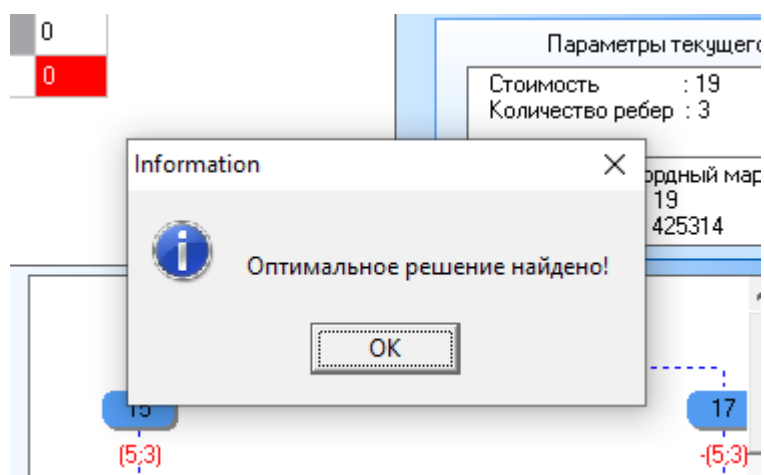 0
0
Параметры текущего
Стоимость : 19
Количество ребер : 3
Information
ордный мар
19
425314
Оптимальное решение найдено!
OK
15
17
(5;3)
-(5;3)